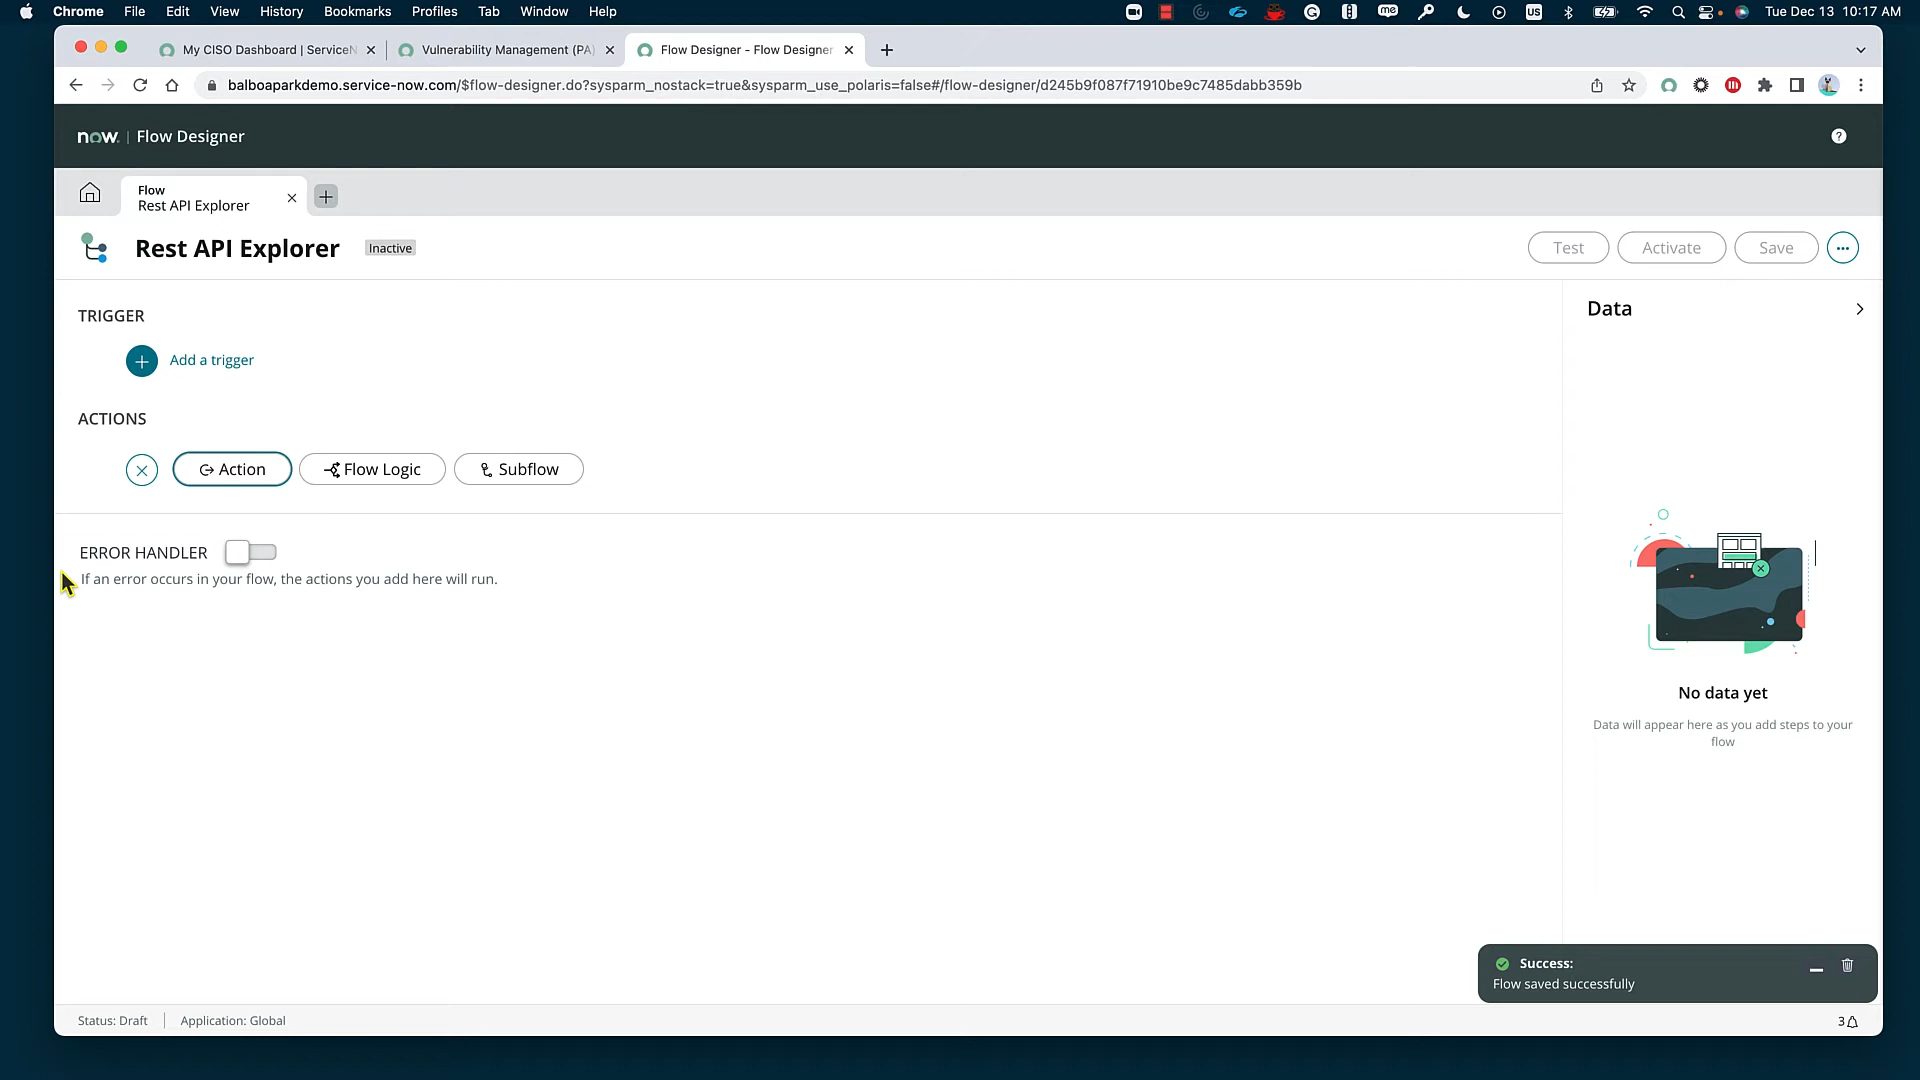 Chrome File Edit View History Bookmarks Profiles Tab Window Help
me US Tue Dec 13 10:17 AM
My CISO Dashboard | ServiceN
Vulnerability Management (PA)
Flow Designer - Flow Designer
balboaparkdemo.service-now.com/$flow-designer.do?sysparm_nostack=true&sysparm_use_polaris=false#/flow-designer/d245b9f087f71910be9c7485dabb359b
now. | Flow Designer
?
Flow
Rest API Explorer
Rest API Explorer Inactive
Test Activate Save
TRIGGER
Add a trigger
ACTIONS
Action Flow Logic Subflow
ERROR HANDLER
If an error occurs in your flow, the actions you add here will run.
Data
No data yet
Data will appear here as you add steps to your
flow
Success:
Flow saved successfully
Status: Draft Application: Global
3